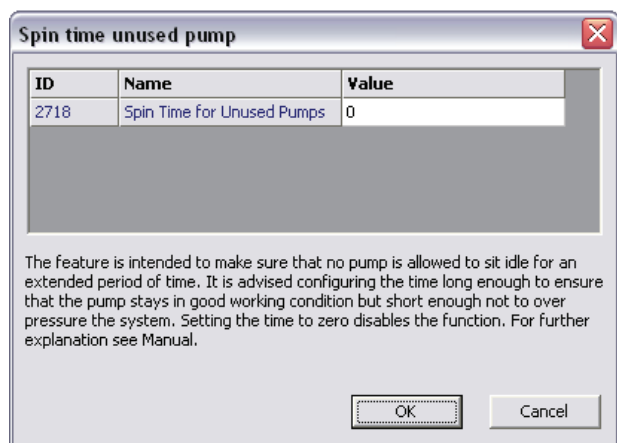 Spin time unused pump
ID Name Value
2718 Spin Time for Unused Pumps 0
The feature is intended to make sure that no pump is allowed to sit idle for an
extended period of time. It is advised configuring the time long enough to ensure
that the pump stays in good working condition but short enough not to over
pressure the system. Setting the time to zero disables the function. For further
explanation see Manual.
OK Cancel